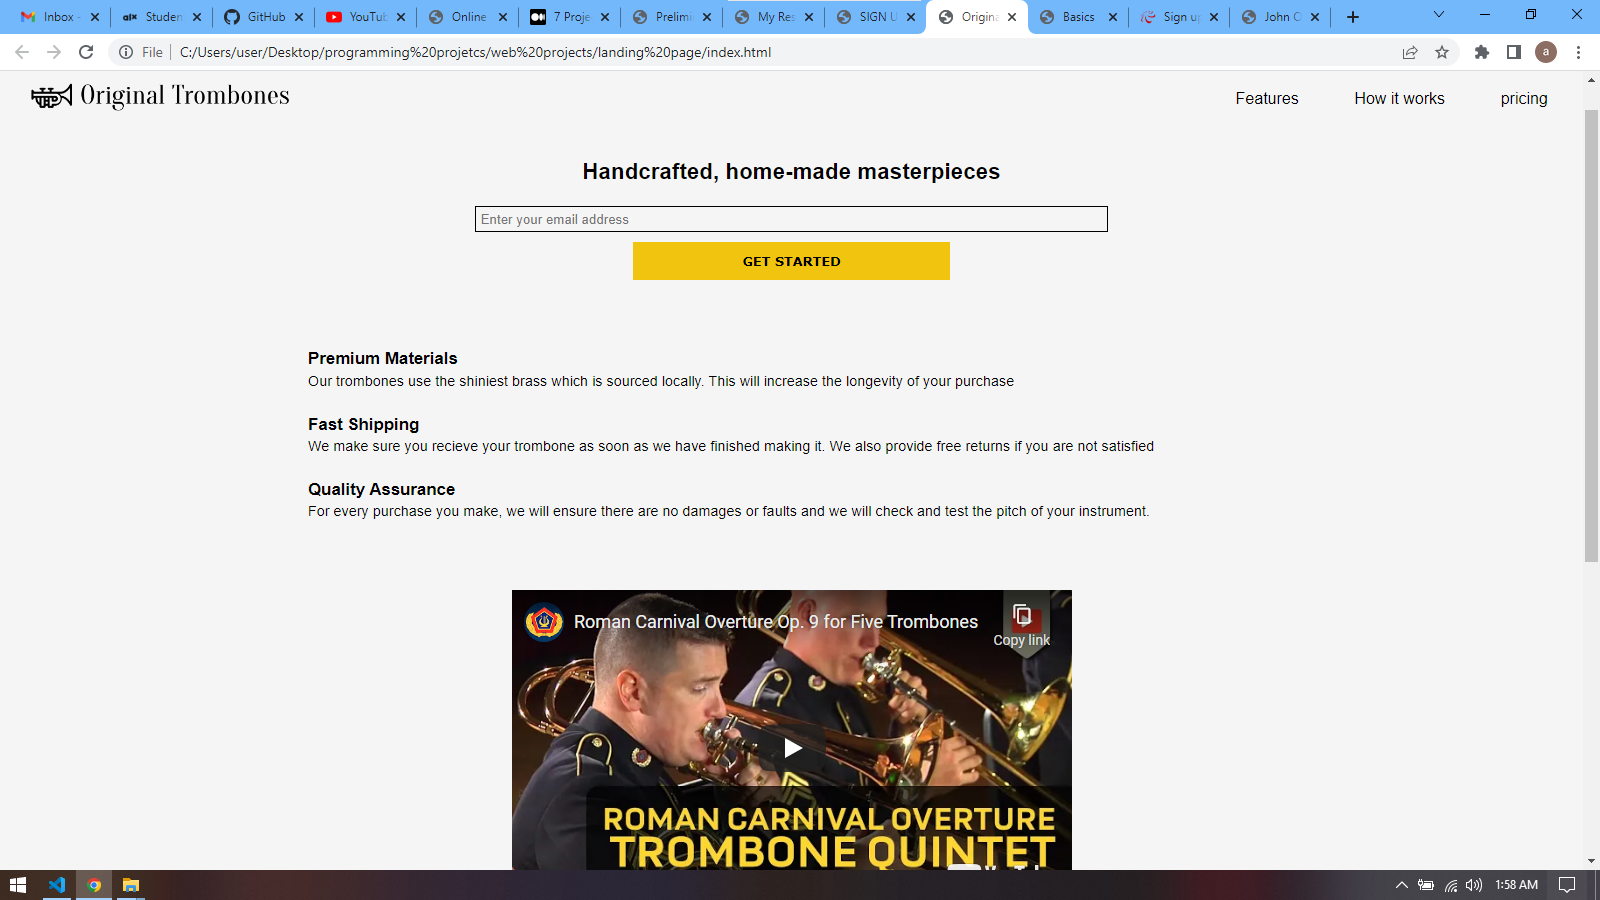 Inbox
Studen
GitHub
YouTub
Online
7 Proje
Prelimi
My Res
SIGN U
Origina
Basics
Sign up
John C
File
C:/Users/user/Desktop/programming%20projetcs/web%20projects/landing%20page/index.html
a
Original Trombones
Features
How it works
pricing
Handcrafted, home-made masterpieces
Enter your email address
GET STARTED
Premium Materials
Our trombones use the shiniest brass which is sourced locally. This will increase the longevity of your purchase
Fast Shipping
We make sure you recieve your trombone as soon as we have finished making it. We also provide free returns if you are not satisfied
Quality Assurance
For every purchase you make, we will ensure there are no damages or faults and we will check and test the pitch of your instrument.
Roman Carnival Overture Op. 9 for Five Trombones
Copy link
ROMAN CARNIVAL OVERTURE
TROMBONE QUINTET
1:58 AM